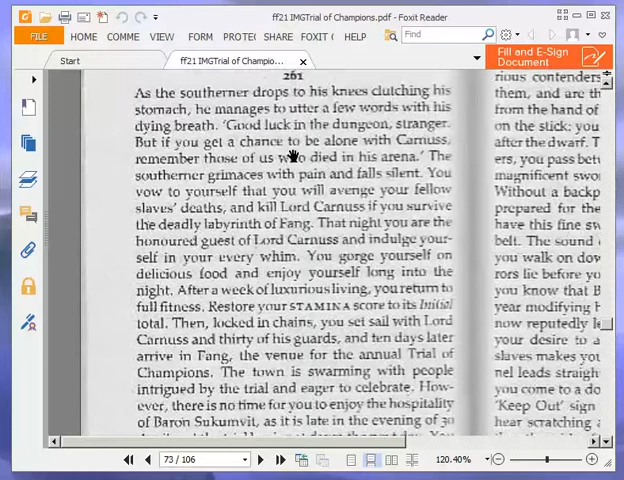 ff21 IMGTrial of Champions.pdf - Foxit Reader
FILE HOME COMME FORM PROTEC SHARE FOXIT C HELP
Find
Start
ff21 IMGTrial of Champio...
Fill and E-Sign
Document
261
As the southerner drops to his knees clutching his
stomach, he manages to utter a few words with his
dying breath. 'Good luck in the dungeon, stranger.
But if you get a chance to be alone with Carnuss,
remember those of us who died in his arena.' The
southerner grimaces with pain and falls silent. You
vow to yourself that you will avenge your fellow
slaves' deaths, and kill Lord Carnuss if you survive
the deadly labyrinth of Fang. That night you are the
honoured guest of Lord Carnuss and indulge your-
self in your every whim. You gorge yourself on
delicious food and enjoy yourself long into the
night. After a week of luxurious living, you return to
full fitness. Restore your STAMINA score to its Initial
total. Then, locked in chains, you set sail with Lord
Carnuss and thirty of his guards, and ten days later
arrive in Fang, the venue for the annual Trial of
Champions. The town is swarming with people
intrigued by the trial and eager to celebrate. How-
ever, there is no time for you to enjoy the hospitality
of Baron Sukumvit, as it is late in the evening of 30
rious contenders
them, and are th
from the hand of
on the stick: you
after the dwarf. T
ers, you pass betw
magnificent swo
Without a backp
prepared for the
have this fine sw
belt. The sound
you walk on dow
rors lie before yo
you know that B
year modifying h
now reputedly le
your desire to a
slaves makes you
nel leads straight
you come to a do
'Keep Out' sign
hear scratching a
73 / 106
120.40%